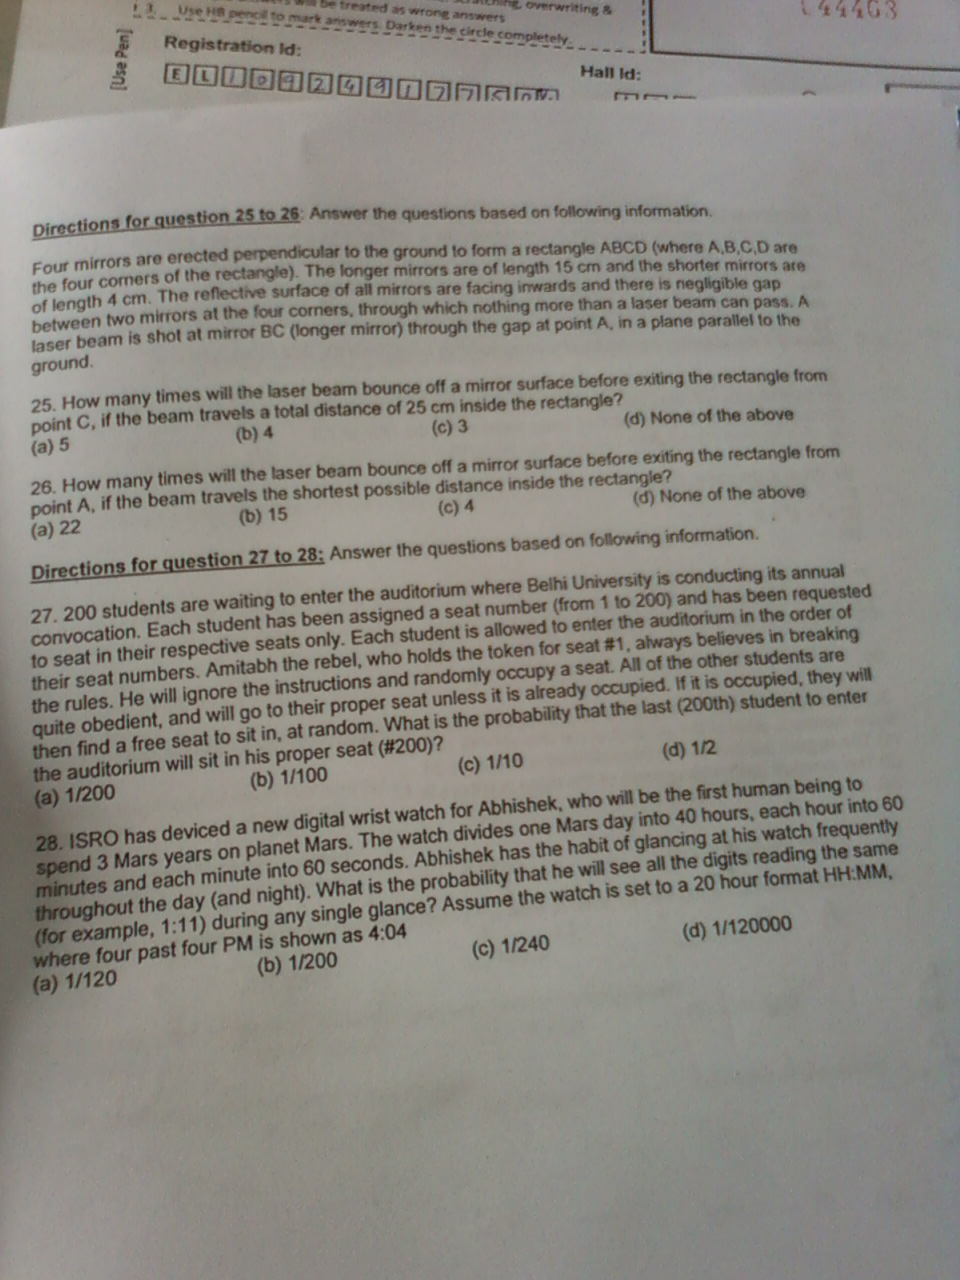 be treated as wrong answers
overwriting &
1. 3. Use HB pencil to mark answers. Darken the circle completely.
[Use Pen]
Registration Id:
Hall Id:
Directions for question 25 to 26: Answer the questions based on following information.
Four mirrors are erected perpendicular to the ground to form a rectangle ABCD (where A,B,C,D are
the four corners of the rectangle). The longer mirrors are of length 15 cm and the shorter mirrors are
of length 4 cm. The reflective surface of all mirrors are facing inwards and there is negligible gap
between two mirrors at the four corners, through which nothing more than a laser beam can pass. A
laser beam is shot at mirror BC (longer mirror) through the gap at point A, in a plane parallel to the
ground.
25. How many times will the laser beam bounce off a mirror surface before exiting the rectangle from
point C, if the beam travels a total distance of 25 cm inside the rectangle?
(a) 5 (b) 4 (c) 3 (d) None of the above
26. How many times will the laser beam bounce off a mirror surface before exiting the rectangle from
point A, if the beam travels the shortest possible distance inside the rectangle?
(a) 22 (b) 15 (c) 4 (d) None of the above
Directions for question 27 to 28: Answer the questions based on following information.
27. 200 students are waiting to enter the auditorium where Belhi University is conducting its annual
convocation. Each student has been assigned a seat number (from 1 to 200) and has been requested
to seat in their respective seats only. Each student is allowed to enter the auditorium in the order of
their seat numbers. Amitabh the rebel, who holds the token for seat #1, always believes in breaking
the rules. He will ignore the instructions and randomly occupy a seat. All of the other students are
quite obedient, and will go to their proper seat unless it is already occupied. If it is occupied, they will
then find a free seat to sit in, at random. What is the probability that the last (200th) student to enter
the auditorium will sit in his proper seat (#200)?
(a) 1/200 (b) 1/100 (c) 1/10 (d) 1/2
28. ISRO has deviced a new digital wrist watch for Abhishek, who will be the first human being to
spend 3 Mars years on planet Mars. The watch divides one Mars day into 40 hours, each hour into 60
minutes and each minute into 60 seconds. Abhishek has the habit of glancing at his watch frequently
throughout the day (and night). What is the probability that he will see all the digits reading the same
(for example, 1:11) during any single glance? Assume the watch is set to a 20 hour format HH:MM,
where four past four PM is shown as 4:04
(a) 1/120 (b) 1/200 (c) 1/240 (d) 1/120000